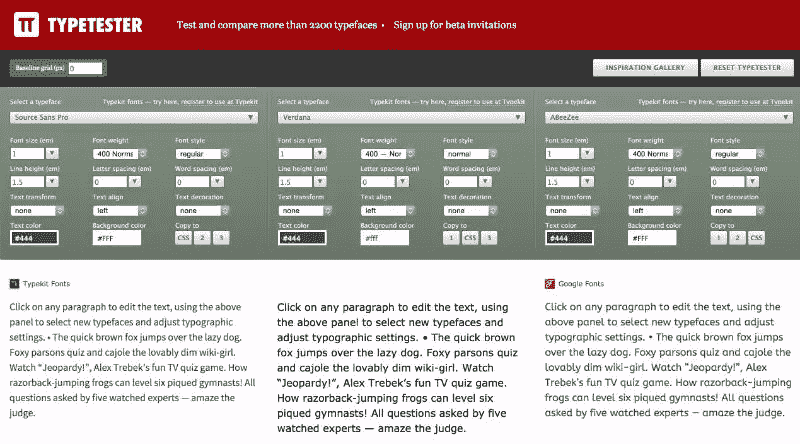 TT TYPETESTER
Test and compare more than 2200 typefaces • Sign up for beta invitations
Baseline grid (px) 0
INSPIRATION GALLERY
RESET TYPETESTER
Select a typeface
Typekit fonts — try here, register to use at Typekit
Source Sans Pro
Font size (em)
Font weight
Font style
1
400 Norma
regular
Line height (em)
Letter spacing (em)
Word spacing (em)
1.5
0
0
Text transform
Text align
Text decoration
none
left
none
Text color
Background color
Copy to
#444
#FFF
CSS 2 3
Select a typeface
Typekit fonts — try here, register to use at Typekit
Verdana
Font size (em)
Font weight
Font style
1
400 — Nor
normal
Line height (em)
Letter spacing (em)
Word spacing (em)
1.5
0
0
Text transform
Text align
Text decoration
none
left
none
Text color
Background color
Copy to
#444
#fff
1 CSS 3
Select a typeface
Typekit fonts — try here, register to use at Typekit
ABeeZee
Font size (em)
Font weight
Font style
1
400 Norma
regular
Line height (em)
Letter spacing (em)
Word spacing (em)
1.5
0
0
Text transform
Text align
Text decoration
none
left
none
Text color
Background color
Copy to
#444
#FFF
1 2 CSS
Typekit Fonts
Click on any paragraph to edit the text, using the above
panel to select new typefaces and adjust typographic
settings. • The quick brown fox jumps over the lazy dog.
Foxy parsons quiz and cajole the lovably dim wiki-girl.
Watch “Jeopardy!”, Alex Trebek’s fun TV quiz game. How
razorback-jumping frogs can level six piqued gymnasts! All
questions asked by five watched experts — amaze the
judge.
Click on any paragraph to edit the text, using
the above panel to select new typefaces and
adjust typographic settings. • The quick brown
fox jumps over the lazy dog. Foxy parsons quiz
and cajole the lovably dim wiki-girl. Watch
“Jeopardy!”, Alex Trebek’s fun TV quiz game.
How razorback-jumping frogs can level six
piqued gymnasts! All questions asked by five
watched experts — amaze the judge.
Google Fonts
Click on any paragraph to edit the text, using the
above panel to select new typefaces and adjust
typographic settings. • The quick brown fox jumps
over the lazy dog. Foxy parsons quiz and cajole the
lovably dim wiki-girl. Watch “Jeopardy!”, Alex
Trebek’s fun TV quiz game. How razorback-jumping
frogs can level six piqued gymnasts! All questions
asked by five watched experts — amaze the judge.